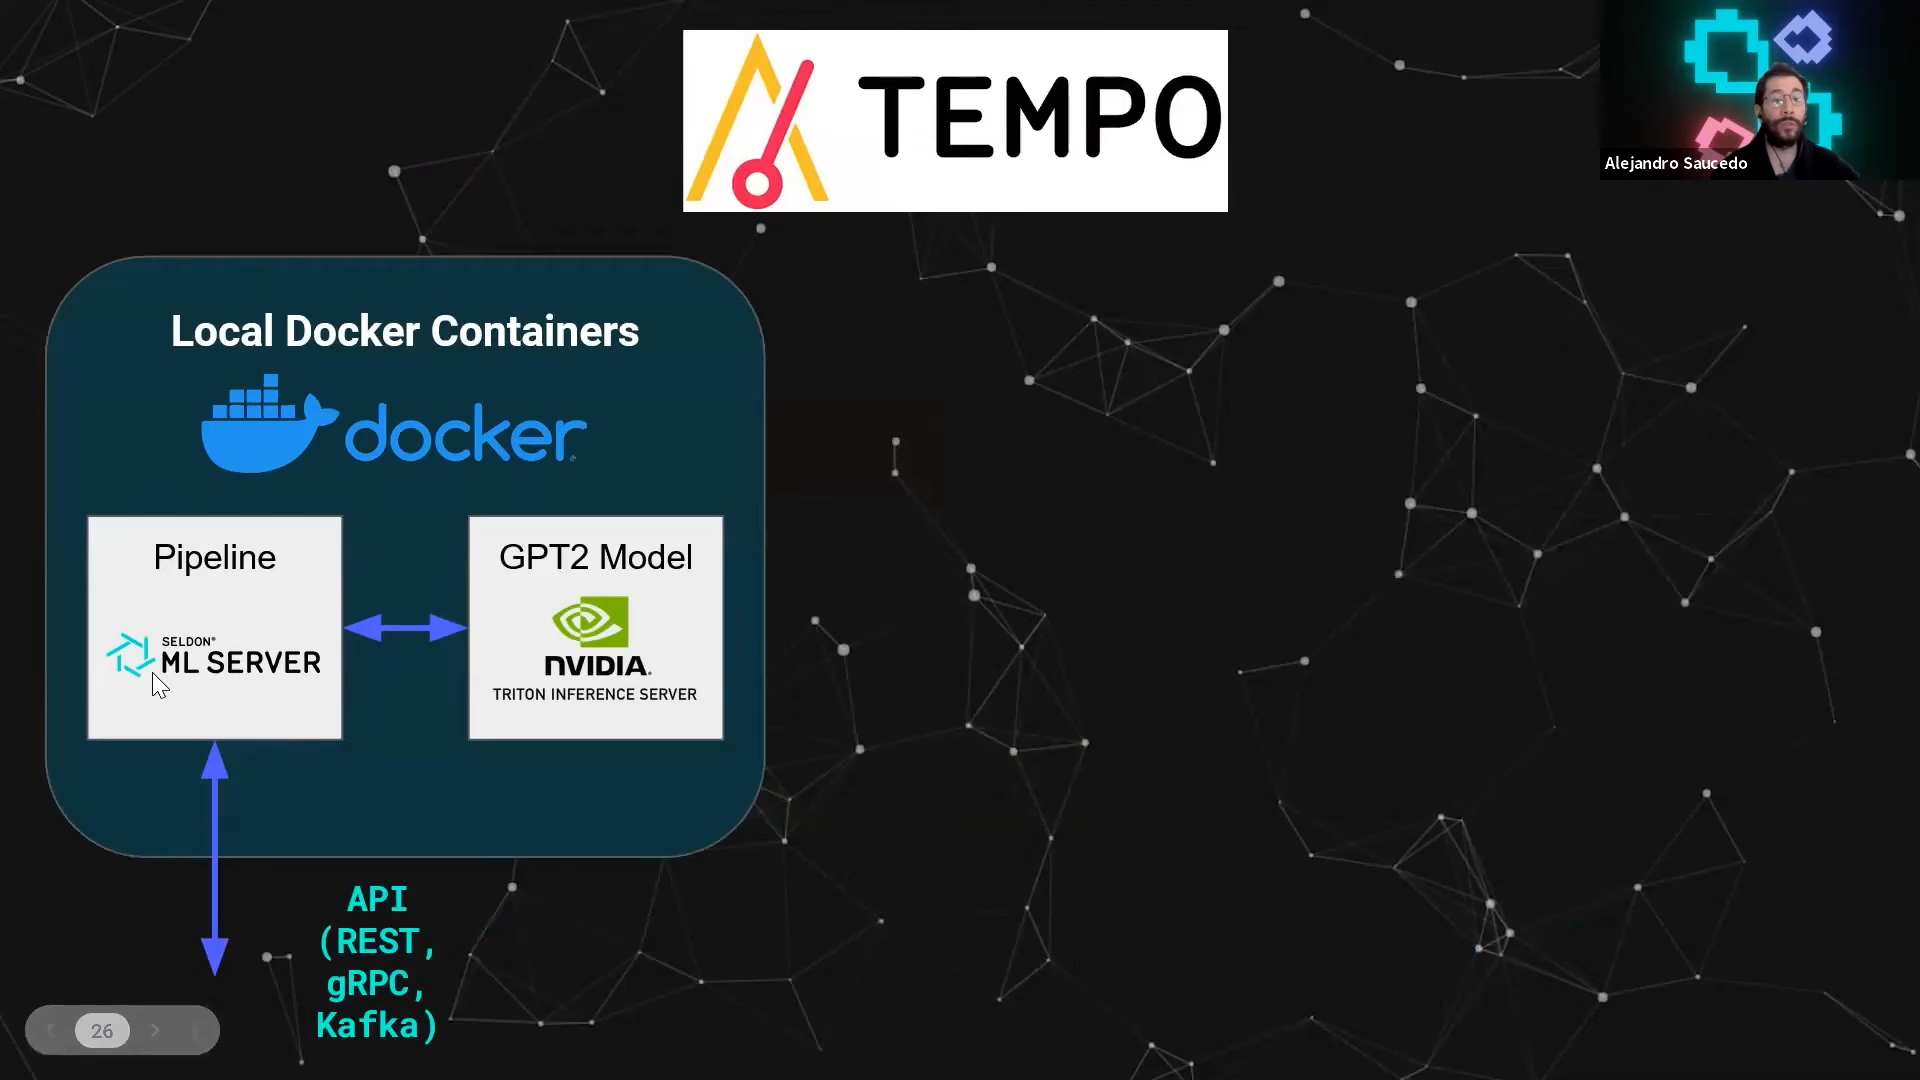 TEMPO
Alejandro Saucedo
Local Docker Containers
docker
Pipeline
SELDON
ML SERVER
GPT2 Model
NVIDIA
TRITON INFERENCE SERVER
API
(REST,
gRPC,
Kafka)
26